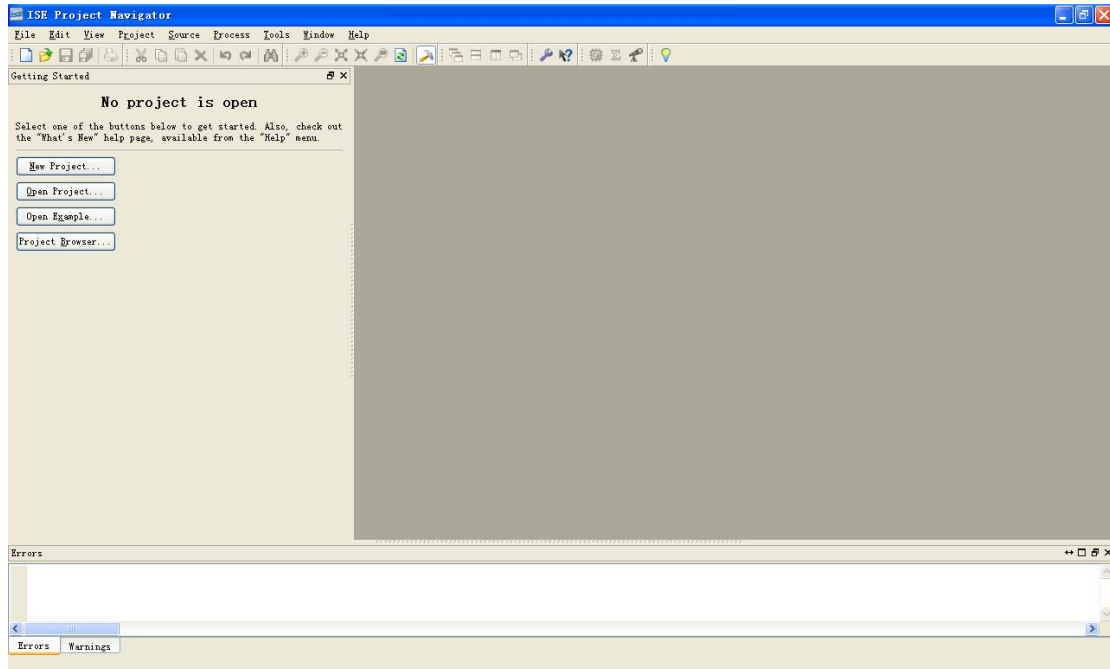 ISE Project Navigator
File Edit View Project Source Process Tools Window Help
Getting Started
No project is open
Select one of the buttons below to get started. Also, check out
the "What's New" help page, available from the "Help" menu.
New Project...
Open Project...
Open Example...
Project Browser...
Errors
Errors Warnings